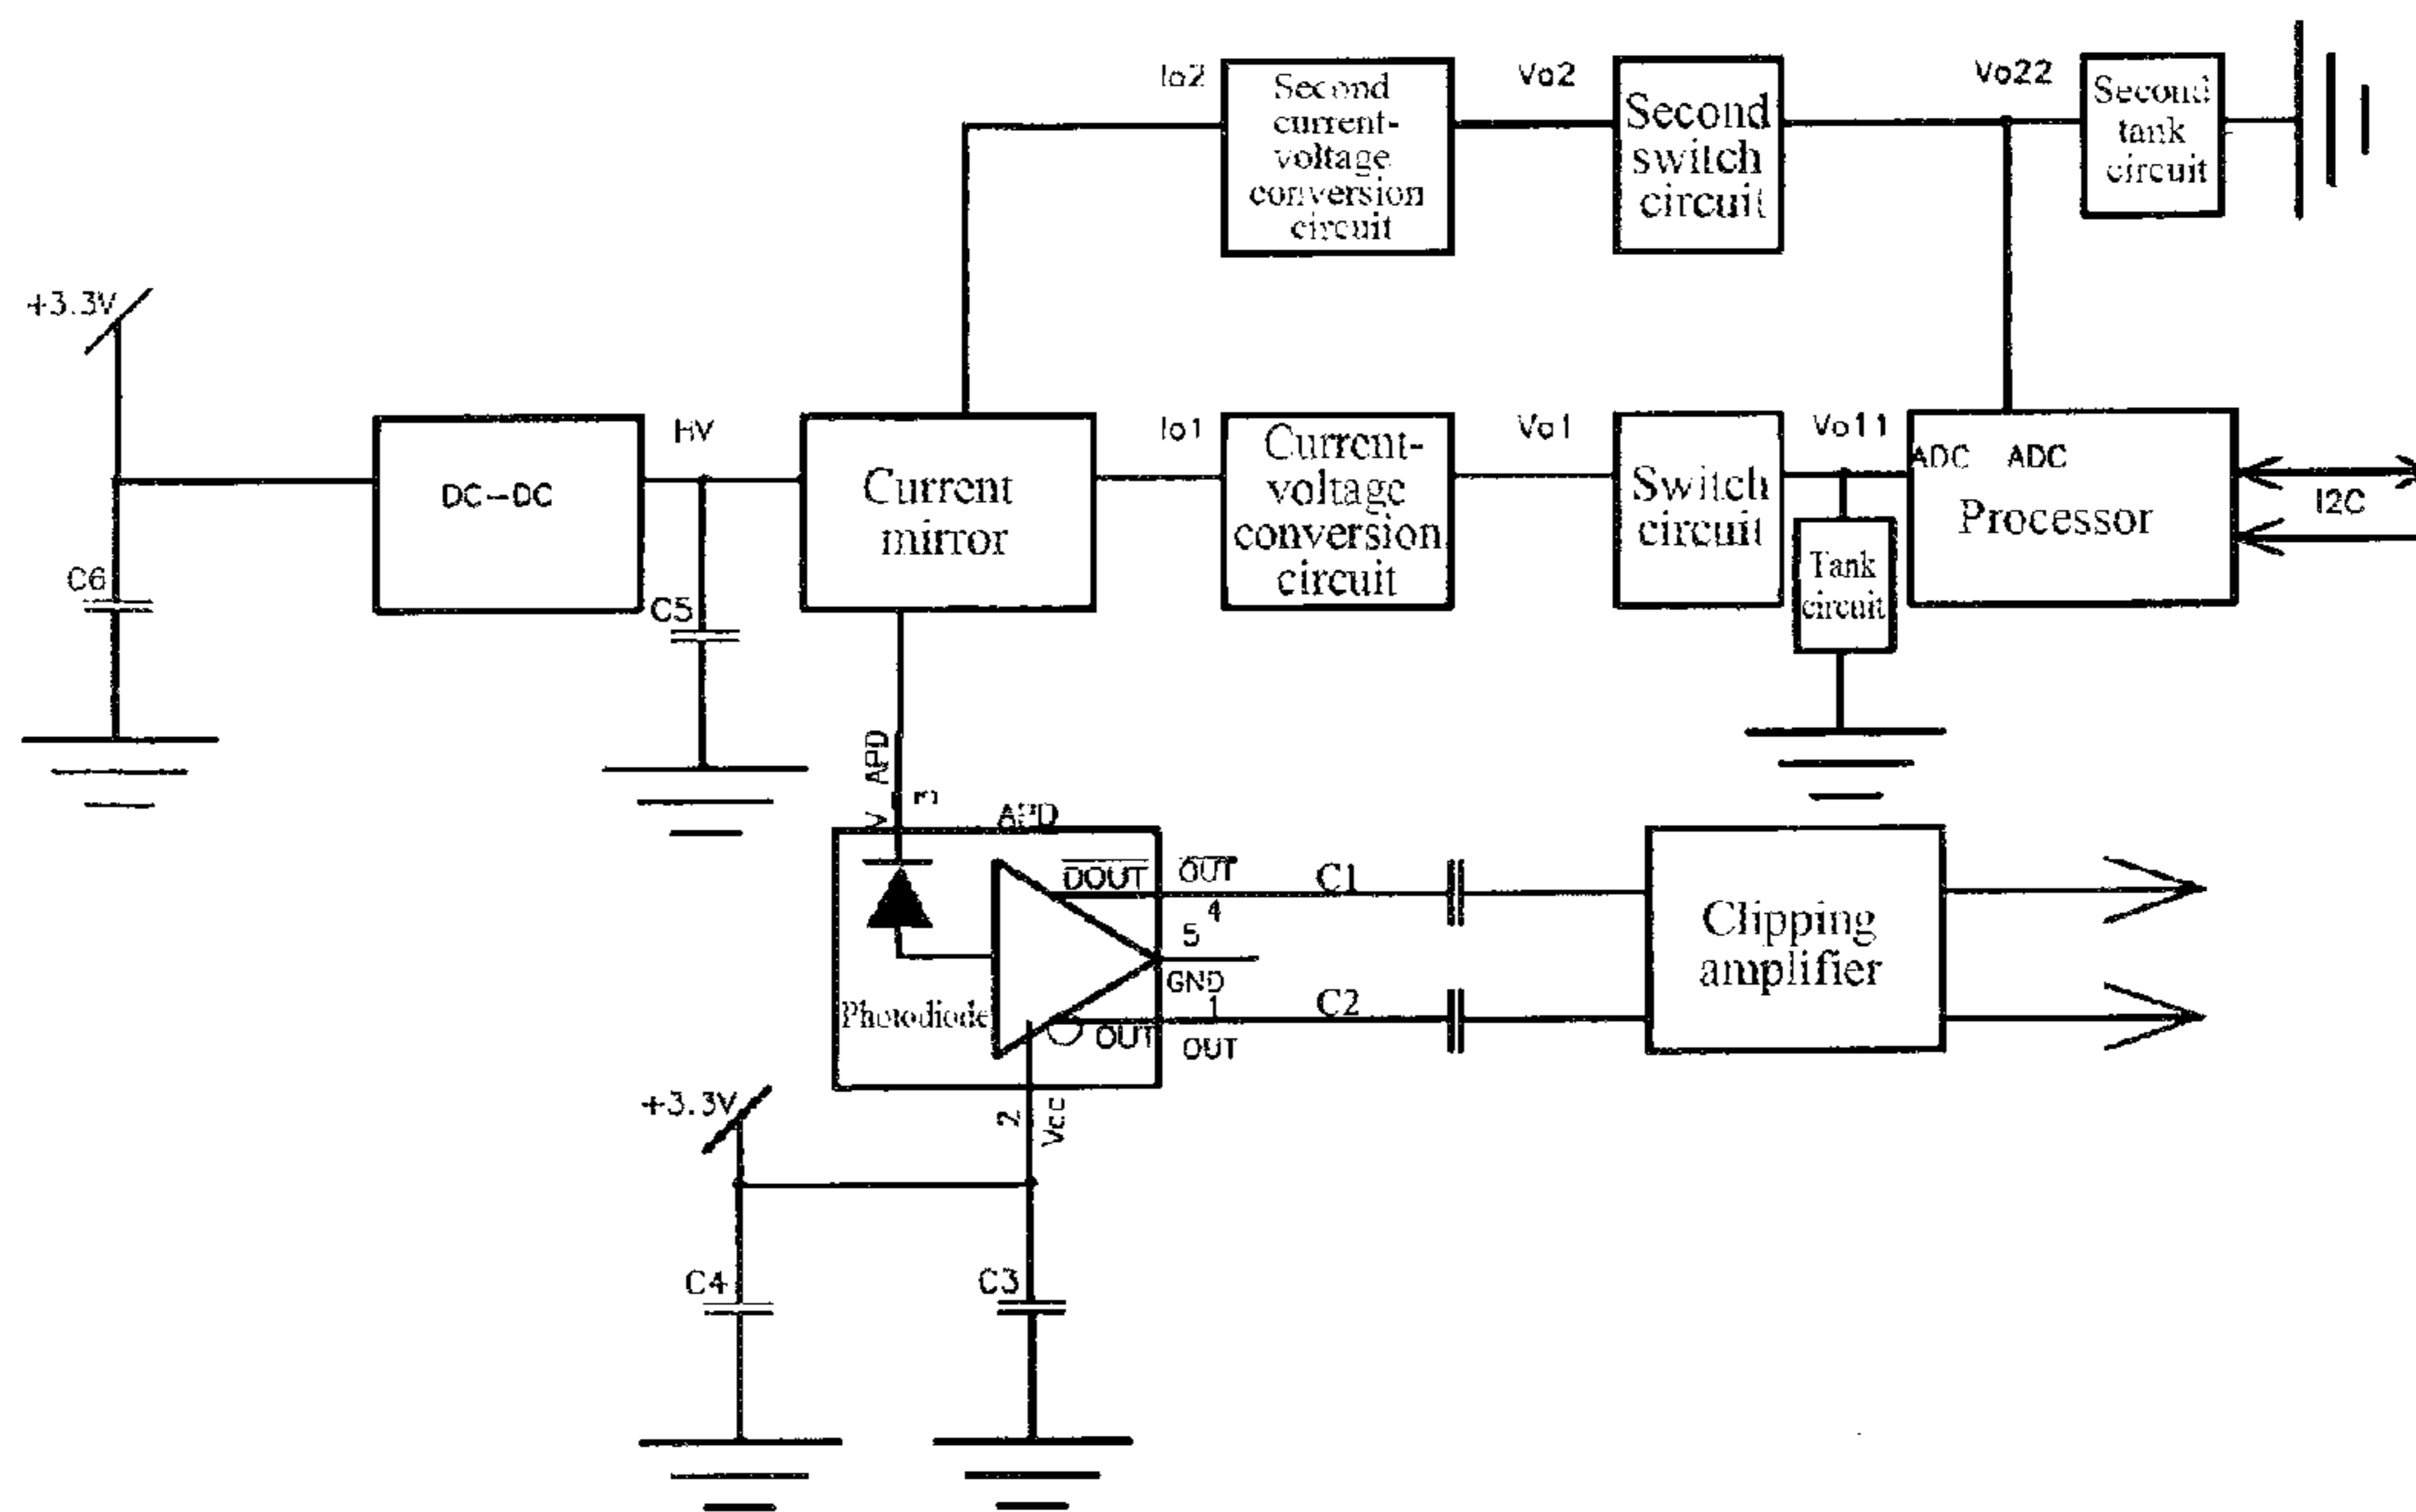 Io2
Second
current-
voltage
conversion
circuit
Vo2
Second
switch
circuit
Vo22
Second
tank
circuit
+3.3V
C6
DC-DC
HV
C5
Current
mirror
Io1
Current-
voltage
conversion
circuit
Vo1
Switch
circuit
Vo11
Tank
circuit
ADC ADC
Processor
I2C
V APD
3
APD
Photodiode
DOUT
OUT
4
5
GND
1
OUT
OUT
C1
C2
Clipping
amplifier
+3.3V
2
Vcc
C4
C3